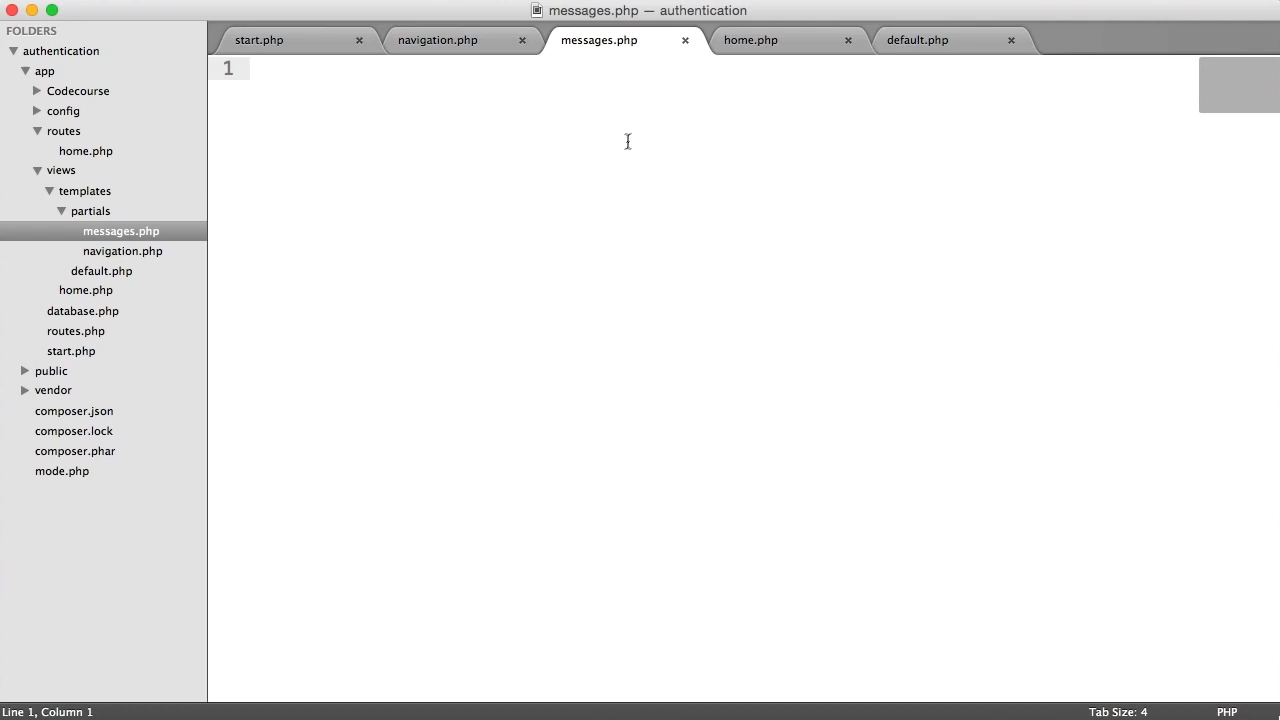 messages.php — authentication
FOLDERS
authentication
app
Codecourse
config
routes
home.php
views
templates
partials
messages.php
navigation.php
default.php
home.php
database.php
routes.php
start.php
public
vendor
composer.json
composer.lock
composer.phar
mode.php
start.php × navigation.php × messages.php × home.php × default.php ×
1
Line 1, Column 1 Tab Size: 4 PHP